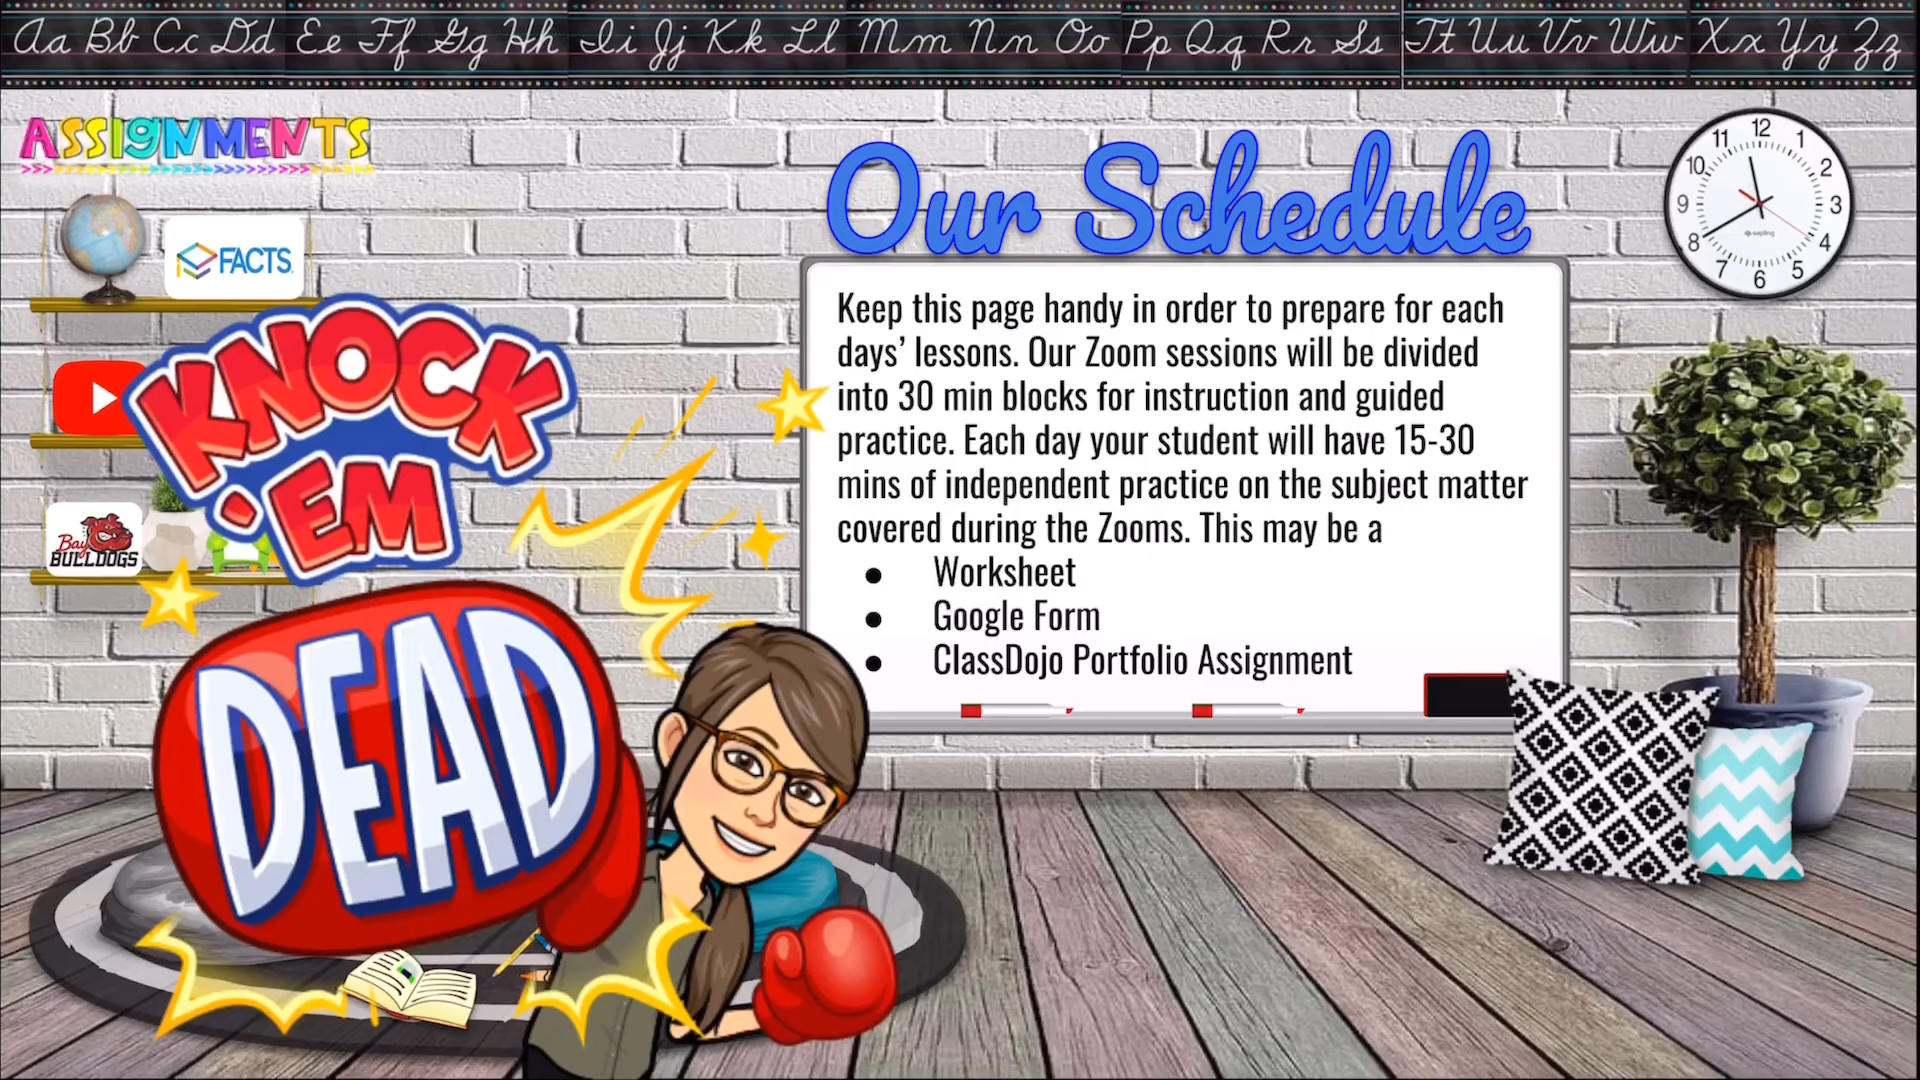 Aa Bb Cc Dd Ee Ff Gg Hh Ii Jj Kk Ll Mm Nn Oo Pp Qq Rr Ss Tt Uu Vv Ww Xx Yy Zz
ASSIGNMENTS
FACTS
KNOCK
'EM
DEAD
Bay
BULLDOGS
Our Schedule
Keep this page handy in order to prepare for each
days’ lessons. Our Zoom sessions will be divided
into 30 min blocks for instruction and guided
practice. Each day your student will have 15-30
mins of independent practice on the subject matter
covered during the Zooms. This may be a
● Worksheet
● Google Form
● ClassDojo Portfolio Assignment
12
11 1
10 2
9 3
8 4
7 5
6
sapling